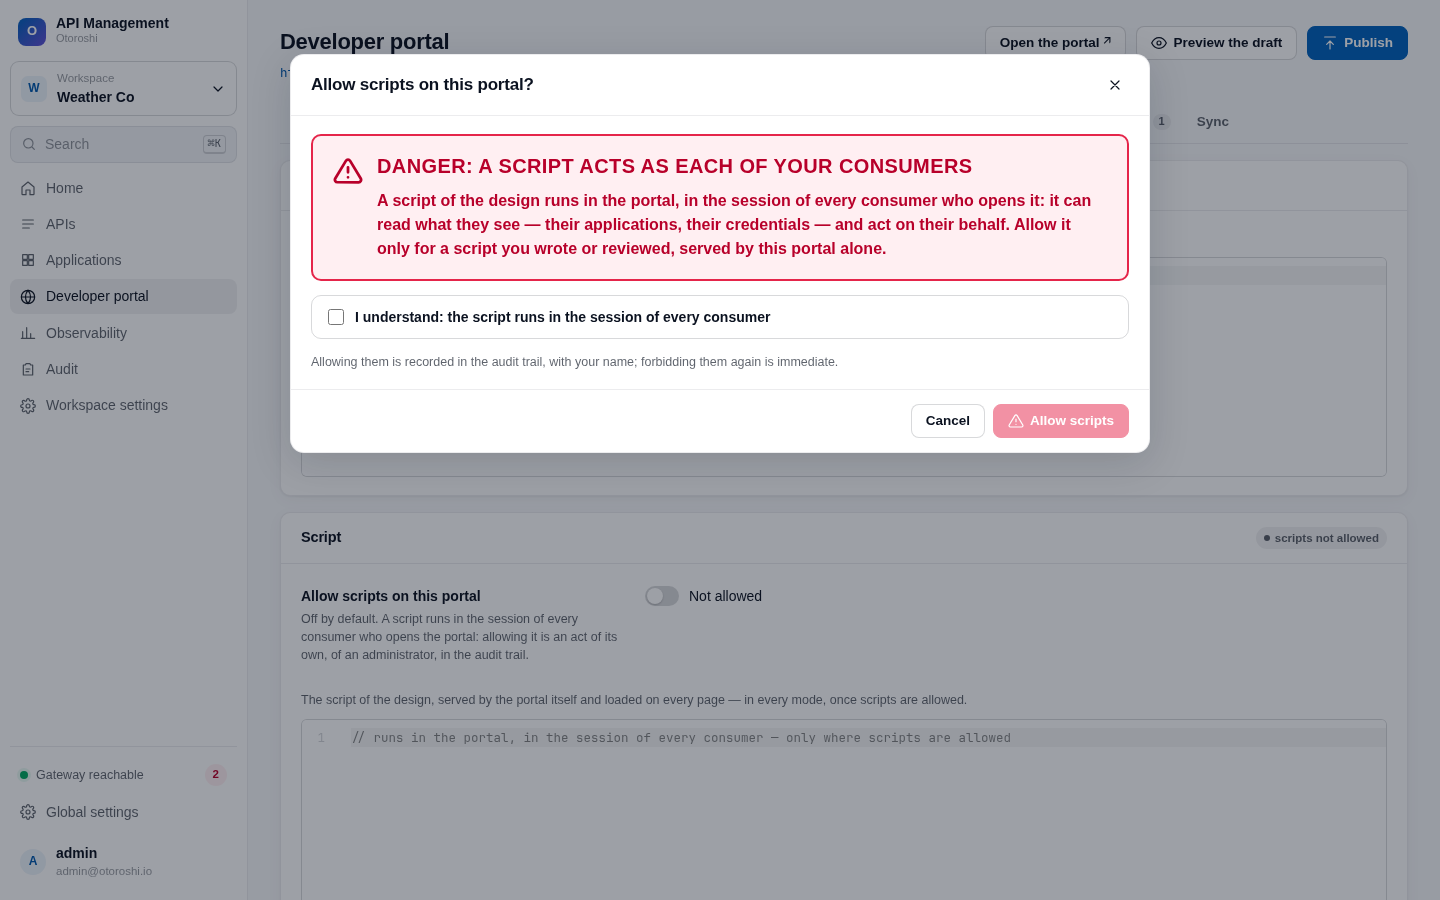 API Management
Otoroshi
Workspace
Weather Co
Search
⌘K
Home
APIs
Applications
Developer portal
Observability
Audit
Workspace settings
Gateway reachable
2
Global settings
A
admin
admin@otoroshi.io
O
W
Developer portal
Open the portal
Preview the draft
Publish
1
Sync
Allow scripts on this portal?
DANGER: A SCRIPT ACTS AS EACH OF YOUR CONSUMERS
A script of the design runs in the portal, in the session of every consumer who opens it: it can
read what they see — their applications, their credentials — and act on their behalf. Allow it
only for a script you wrote or reviewed, served by this portal alone.
I understand: the script runs in the session of every consumer
Allowing them is recorded in the audit trail, with your name; forbidding them again is immediate.
Cancel
Allow scripts
Script
scripts not allowed
Allow scripts on this portal
Not allowed
Off by default. A script runs in the session of every
consumer who opens the portal: allowing it is an act of its
own, of an administrator, in the audit trail.
The script of the design, served by the portal itself and loaded on every page — in every mode, once scripts are allowed.
1
// runs in the portal, in the session of every consumer — only where scripts are allowed